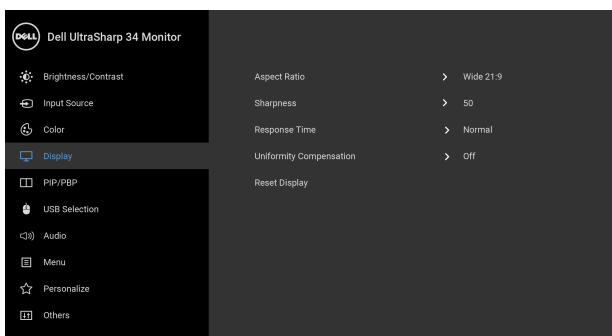 DELL Dell UltraSharp 34 Monitor
Brightness/Contrast
Aspect Ratio Wide 21:9
Input Source
Sharpness 50
Color
Response Time Normal
Display
Uniformity Compensation Off
PIP/PBP
Reset Display
USB Selection
Audio
Menu
Personalize
Others